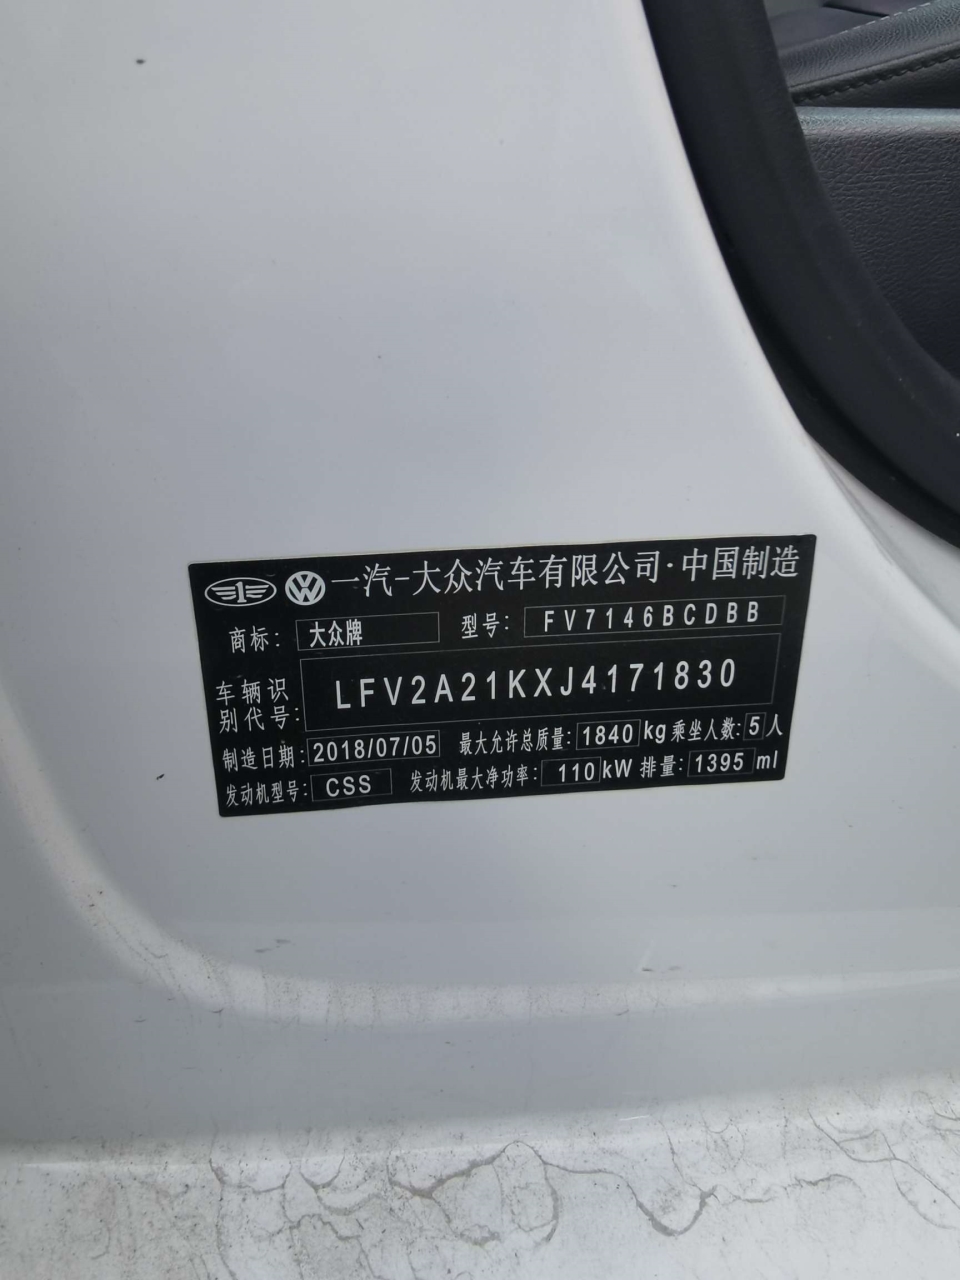 一汽-大众汽车有限公司·中国制造
商标: 大众牌 型号: FV7146BCDBB
车辆识别代号: LFV2A21KXJ4171830
制造日期: 2018/07/05 最大允许总质量: 1840 kg 乘坐人数: 5 人
发动机型号: CSS 发动机最大净功率: 110 kW 排量: 1395 ml